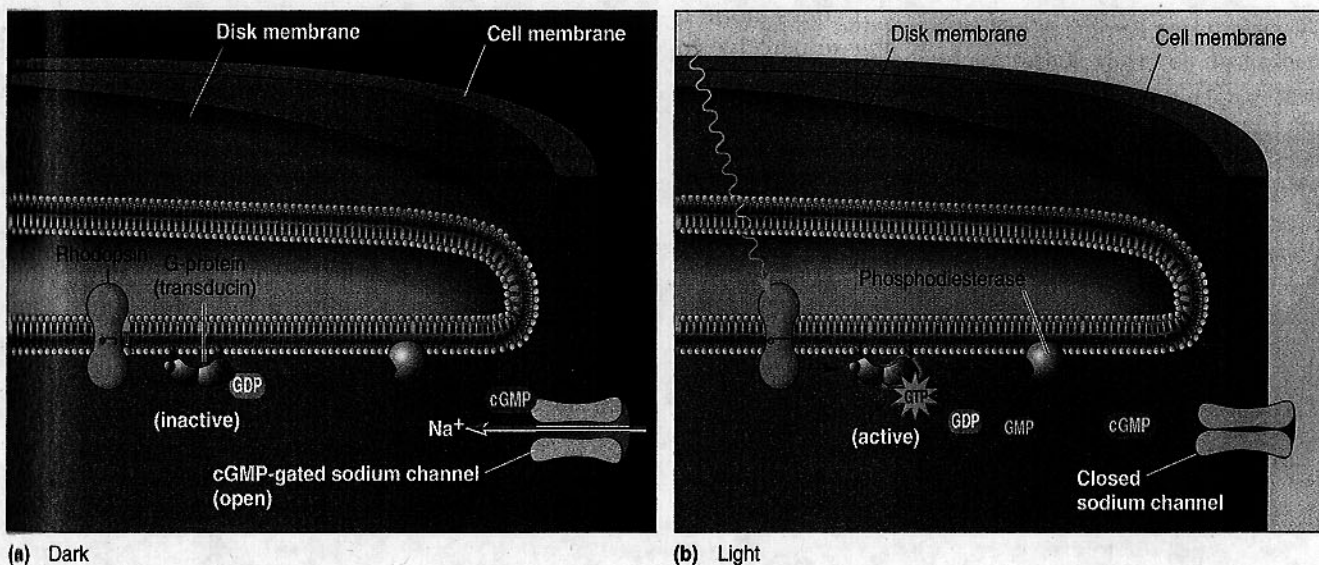 Disk membrane
Cell membrane
Rhodopsin
G-protein
(transducin)
GDP
(inactive)
cGMP
Na+
cGMP-gated sodium channel
(open)
(a) Dark
Disk membrane
Cell membrane
Phosphodiesterase
GTP
(active)
GDP
GMP
cGMP
Closed
sodium channel
(b) Light